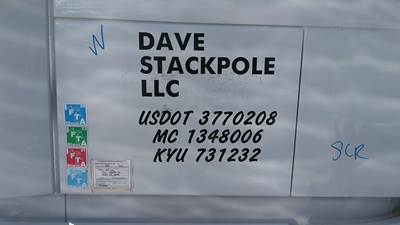 W
DAVE
STACKPOLE
LLC
USDOT 3770208
MC 1348006
KYU 731232
SCR